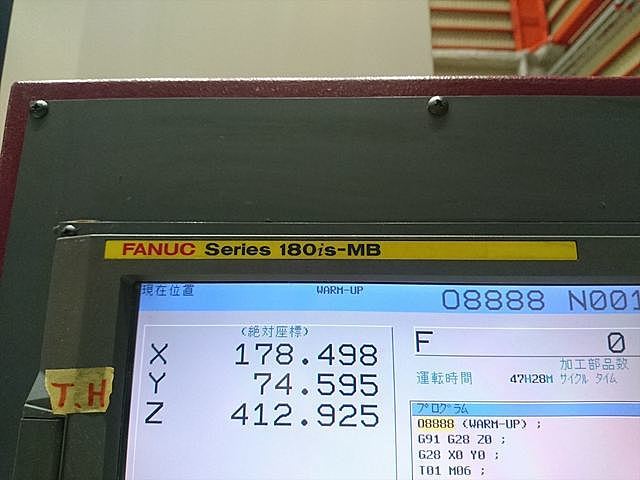 FANUC Series 180is-MB
現在位置 WARM-UP O8888 N001
(絶対座標)
X 178.498
Y 74.595
Z 412.925
F 0
加工部品数
運転時間 47H28M サイクル タイム
プログラム
O8888 (WARM-UP) ;
G91 G28 Z0 ;
G28 X0 Y0 ;
T01 M06 ;
T.H